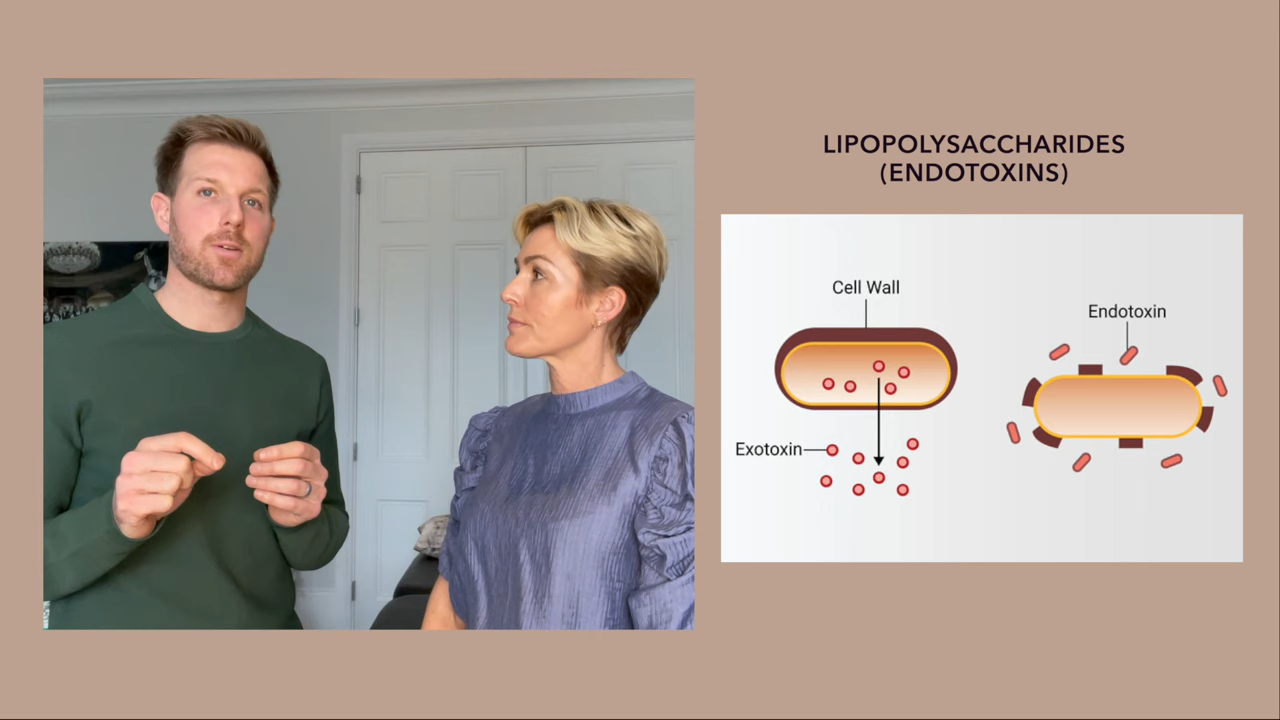 LIPOPOLYSACCHARIDES
(ENDOTOXINS)
Cell Wall
Endotoxin
Exotoxin